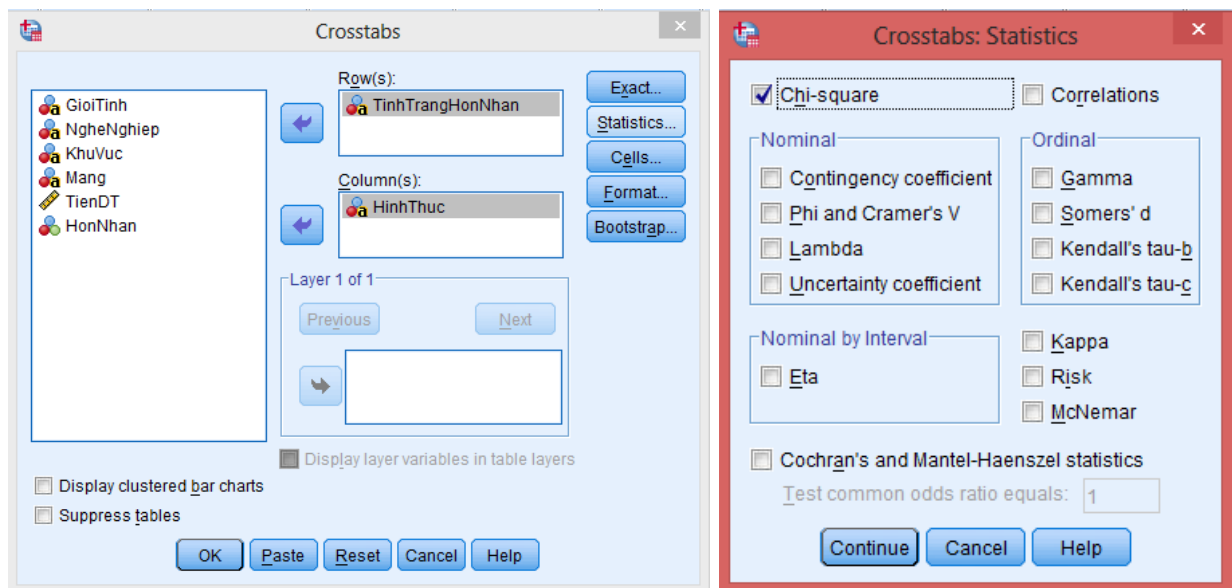 Crosstabs
GioiTinh
NgheNghiep
KhuVuc
Mang
TienDT
HonNhan
Row(s):
TinhTrangHonNhan
Column(s):
HinhThuc
Layer 1 of 1
Previous
Next
Display layer variables in table layers
Exact...
Statistics...
Cells...
Format...
Bootstrap...
Display clustered bar charts
Suppress tables
OK Paste Reset Cancel Help
Crosstabs: Statistics
Chi-square
Correlations
Nominal
Contingency coefficient
Phi and Cramer's V
Lambda
Uncertainty coefficient
Ordinal
Gamma
Somers' d
Kendall's tau-b
Kendall's tau-c
Nominal by Interval
Eta
Kappa
Risk
McNemar
Cochran's and Mantel-Haenszel statistics
Test common odds ratio equals: 1
Continue Cancel Help